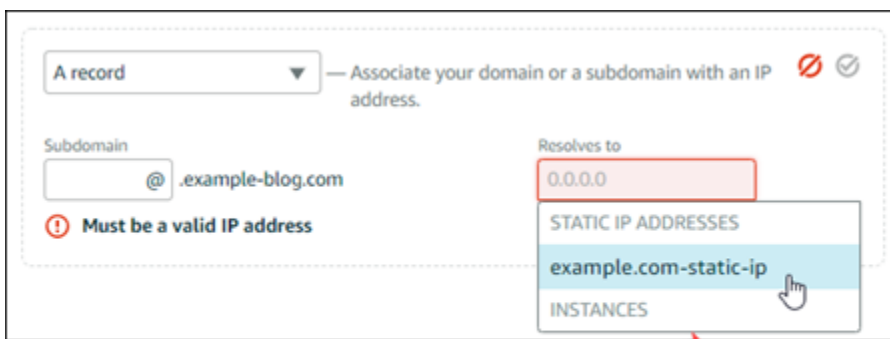 A record
— Associate your domain or a subdomain with an IP
address.
Subdomain
Resolves to
@ .example-blog.com
0.0.0.0
Must be a valid IP address
STATIC IP ADDRESSES
example.com-static-ip
INSTANCES